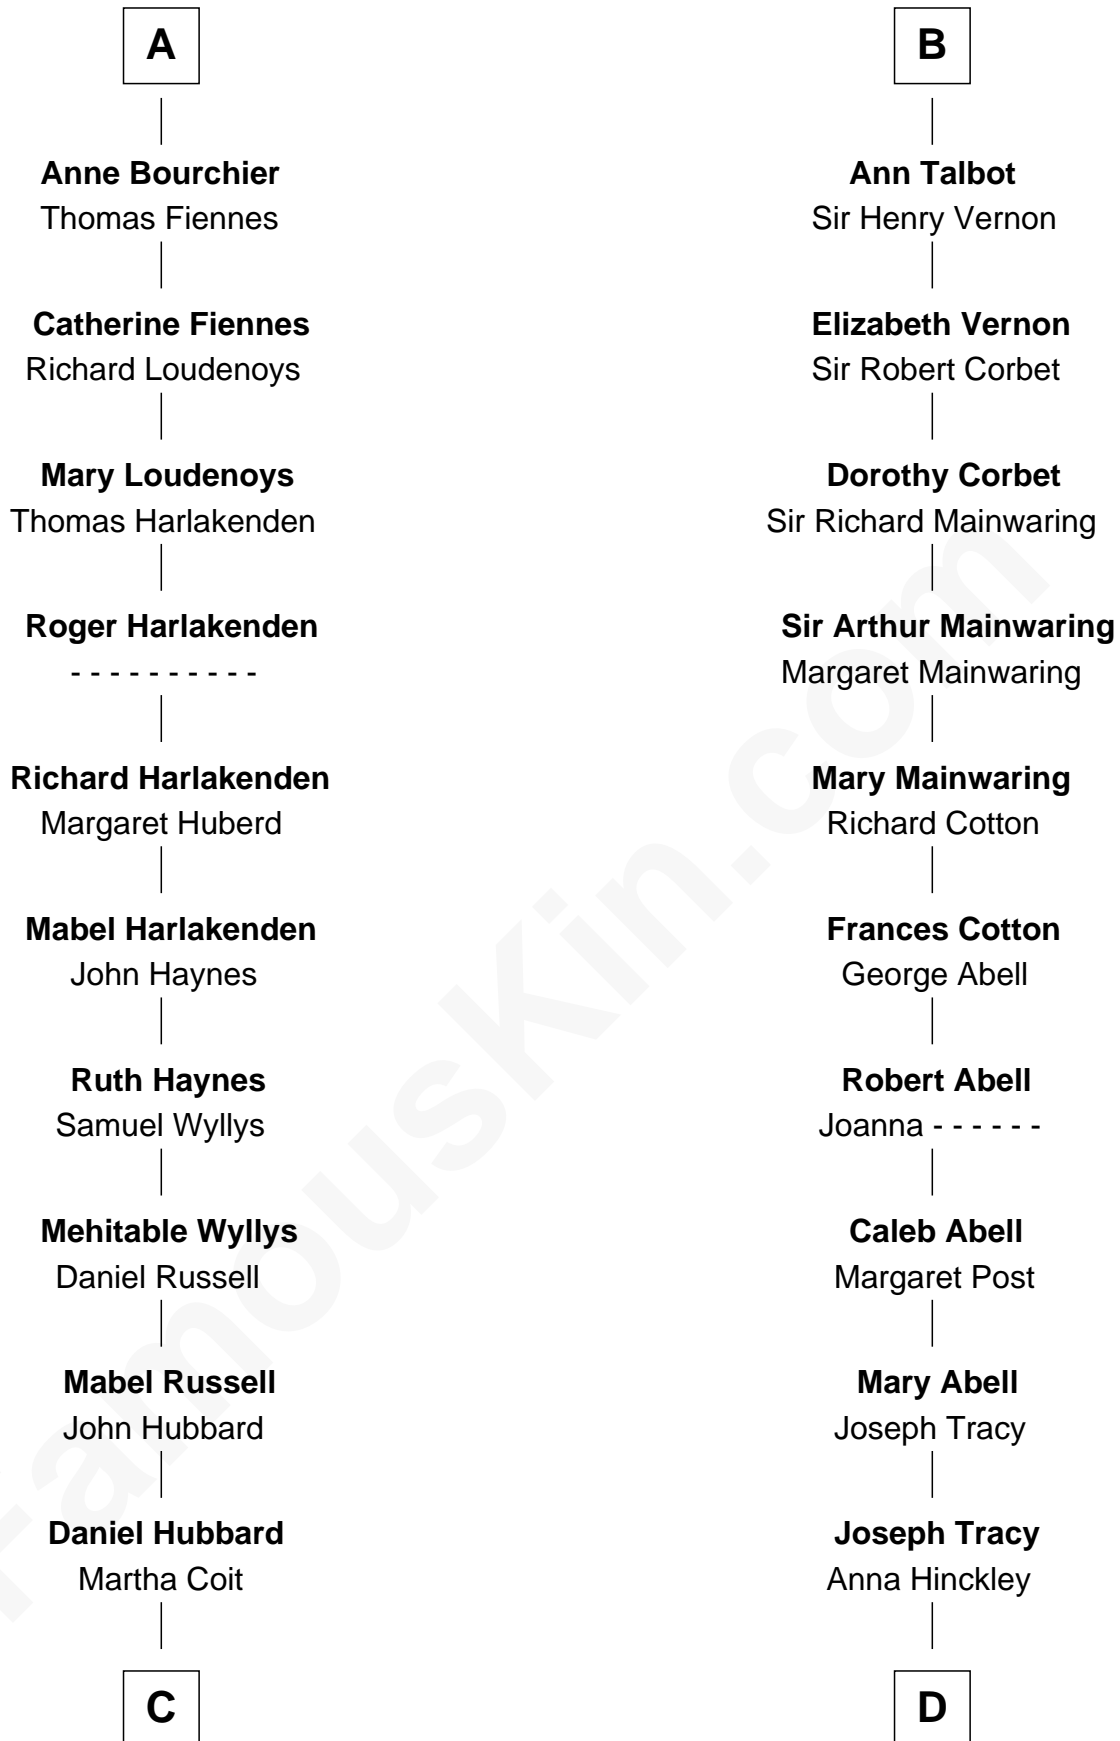 A
Anne Bourchier
Thomas Fiennes
Catherine Fiennes
Richard Loudenoys
Mary Loudenoys
Thomas Harlakenden
Roger Harlakenden
- - - - - - - - - -
Richard Harlakenden
Margaret Huberd
Mabel Harlakenden
John Haynes
Ruth Haynes
Samuel Wyllys
Mehitable Wyllys
Daniel Russell
Mabel Russell
John Hubbard
Daniel Hubbard
Martha Coit
C
B
Ann Talbot
Sir Henry Vernon
Elizabeth Vernon
Sir Robert Corbet
Dorothy Corbet
Sir Richard Mainwaring
Sir Arthur Mainwaring
Margaret Mainwaring
Mary Mainwaring
Richard Cotton
Frances Cotton
George Abell
Robert Abell
Joanna - - - - - -
Caleb Abell
Margaret Post
Mary Abell
Joseph Tracy
Joseph Tracy
Anna Hinckley
D
FamousKin.com